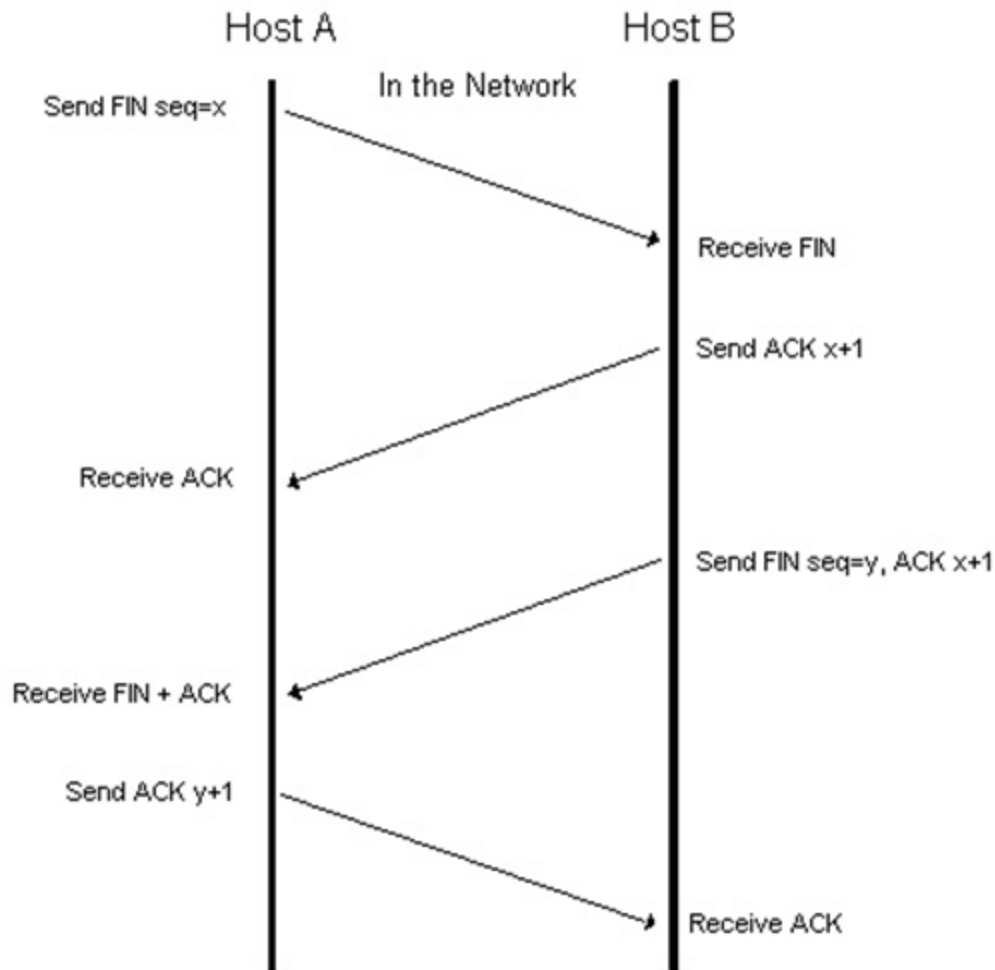 Host A
Host B
In the Network
Send FIN seq=x
Receive FIN
Send ACK x+1
Receive ACK
Send FIN seq=y, ACK x+1
Receive FIN + ACK
Send ACK y+1
Receive ACK